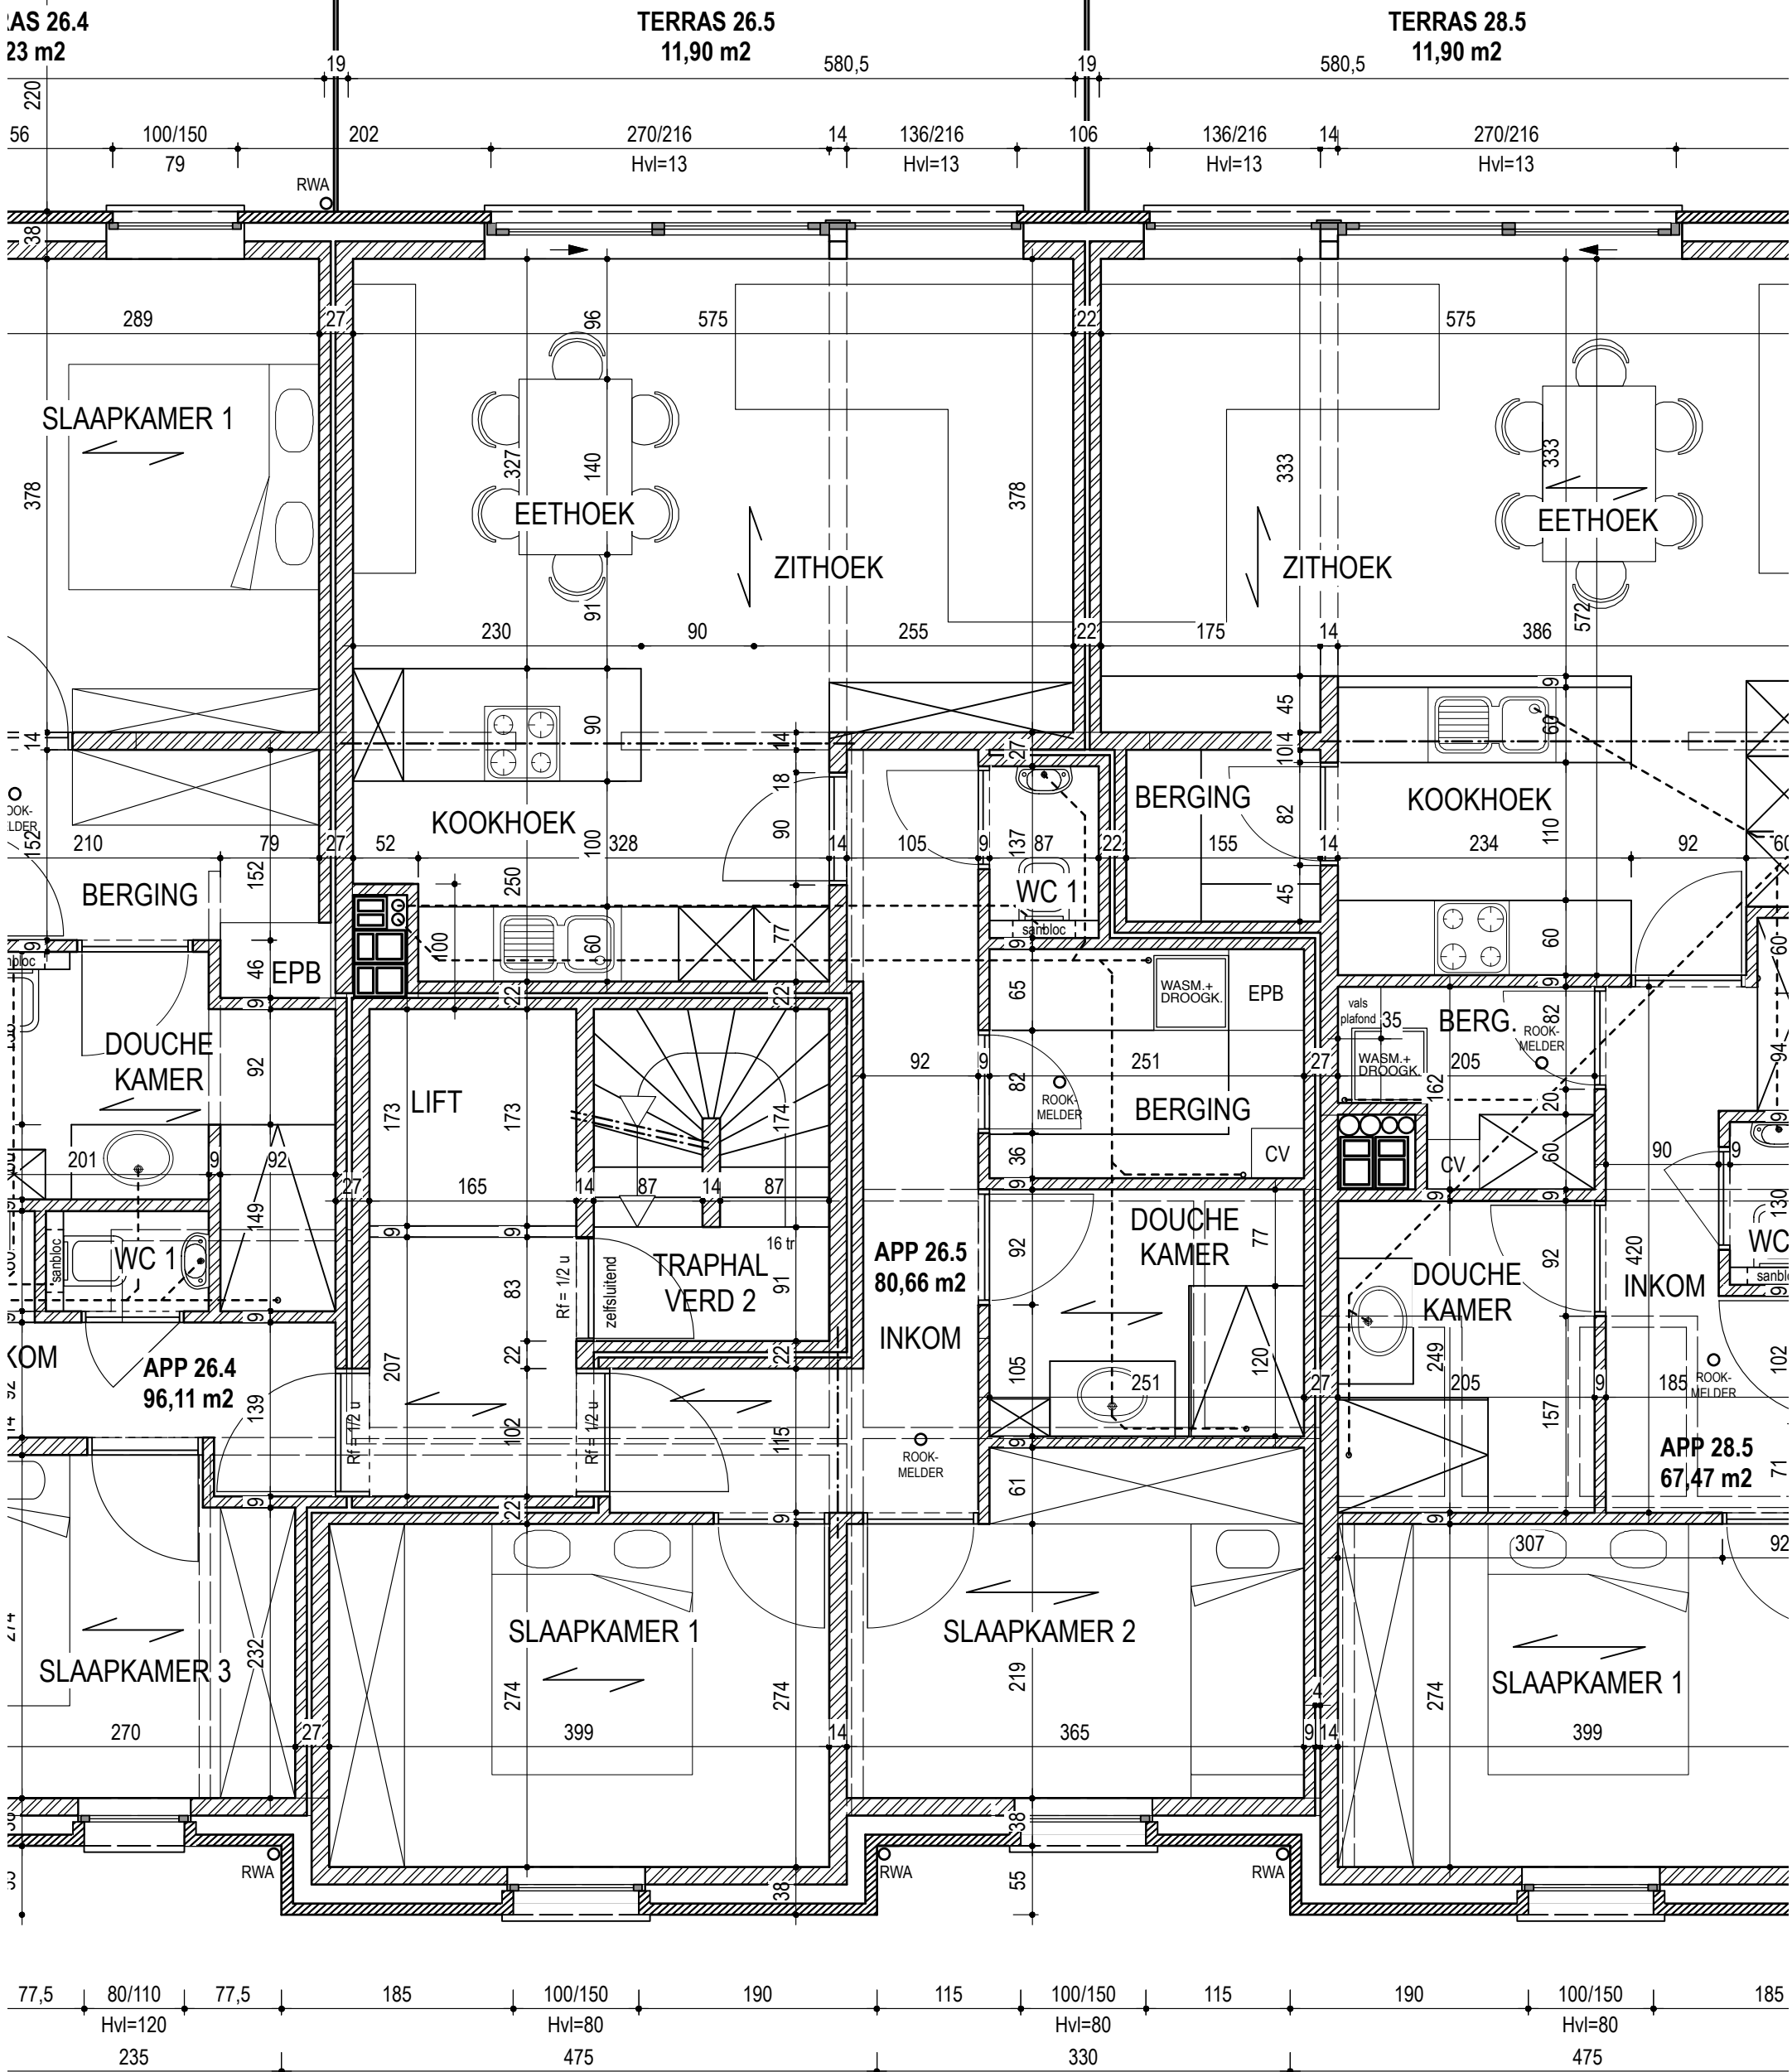 TERRAS 26.5
TERRAS 28.5
23 m2
11,90 m2
11,90 m2
19
580,5
19
580,5
220
56
100/150
202
270/216
14
136/216
106
136/216
14
270/216
79
Hvl=13
Hvl=13
Hvl=13
Hvl=13
RWA
38
289
27
96
575
22
575
SLAAPKAMER 1
378
327
140
378
333
333
EETHOEK
EETHOEK
ZITHOEK
ZITHOEK
91
572
230
90
255
22
175
14
386
90
45
9
60
14
14
27
14
10
18
KOOKHOEK
BERGING
KOOKHOEK
90
100
137
82
110
152
210
79
27
52
328
14
105
9
87
22
155
14
234
92
BERGING
152
250
WC 1
45
sanbloc
100
60
77
9
60
60
9
46
EPB
9
22
22
65
WASM.+
DROOGK.
EPB
9
vals
plafond
35
BERG.
82
ROOK-
MELDER
DOUCHE
KAMER
92
LIFT
173
173
174
92
9
251
27
82
ROOK-
MELDER
BERGING
WASM.+
DROOGK.
162
205
20
94
9
36
CV
CV
60
90
9
201
9
92
27
165
14
87
14
87
9
9
9
149
130
sanbloc
WC 1
9
9
16 tr
TRAPHAL
VERD 2
83
91
Rf = 1/2 u
zelfsluitend
APP 26.5
80,66 m2
INKOM
92
DOUCHE
KAMER
77
DOUCHE
KAMER
92
420
INKOM
WC
9
9
22
22
207
APP 26.4
96,11 m2
139
105
120
251
27
249
205
9
185
ROOK-
MELDER
102
Rf = 1/2 u
102
Rf = 1/2 u
115
ROOK-
MELDER
9
157
APP 28.5
67,47 m2
71
61
9
22
9
9
307
92
SLAAPKAMER 1
SLAAPKAMER 2
SLAAPKAMER 3
SLAAPKAMER 1
232
274
274
219
274
270
27
399
14
365
4
9
14
399
38
RWA
RWA
RWA
55
38
77,5
80/110
77,5
185
100/150
190
115
100/150
115
190
100/150
185
Hvl=120
Hvl=80
Hvl=80
Hvl=80
235
475
330
475